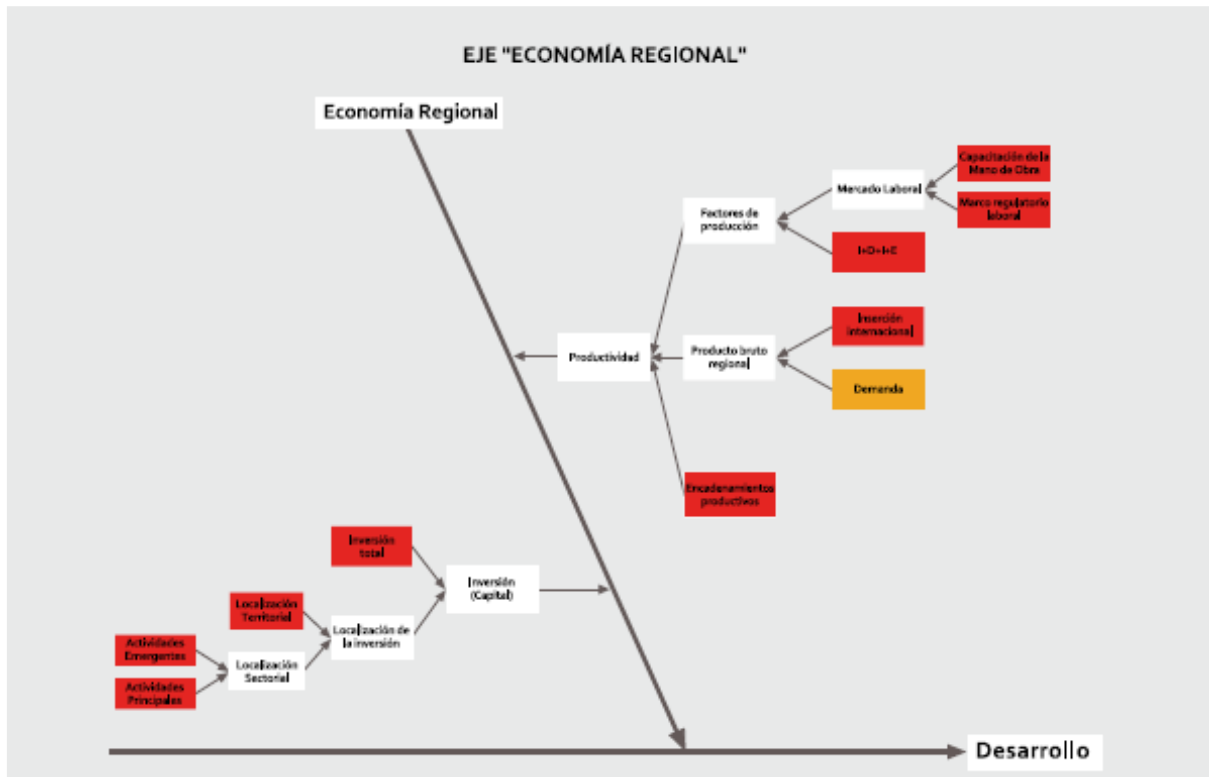 EJE "ECONOMÍA REGIONAL"
Economía Regional
Capacitación de la
Mano de Obra
Mercado Laboral
Marco regulatorio
laboral
Factores de
producción
I+D+I+E
Inserción
internacional
Productividad
Producto bruto
regional
Demanda
Encadenamientos
productivos
Inversión
total
Inversión
(Capital)
Localización
Territorial
Localización de
la inversión
Actividades
Emergentes
Localización
Sectorial
Actividades
Principales
Desarrollo